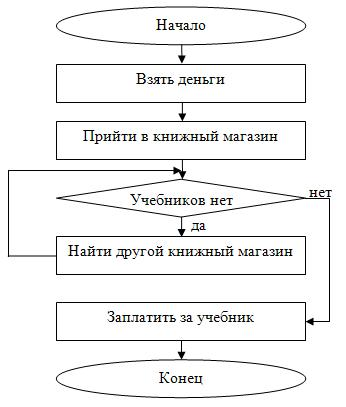 Начало
Взять деньги
Прийти в книжный магазин
Учебников нет
нет
да
Найти другой книжный магазин
Заплатить за учебник
Конец